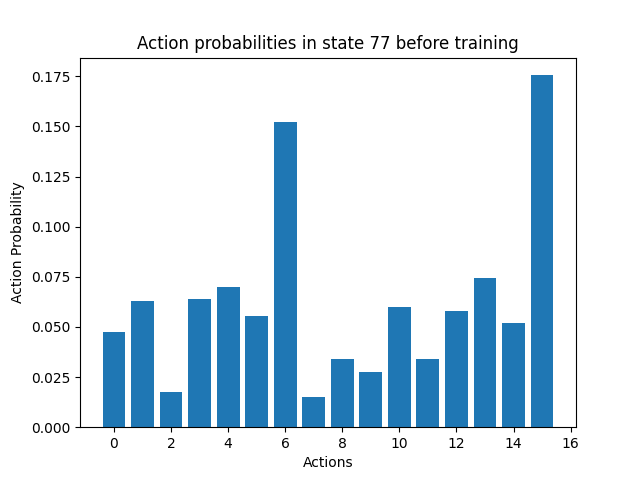 Action probabilities in state 77 before training
0.175
0.150
0.125
0.100
0.075
0.050
0.025
0.000
Action Probability
0 2 4 6 8 10 12 14 16
Actions